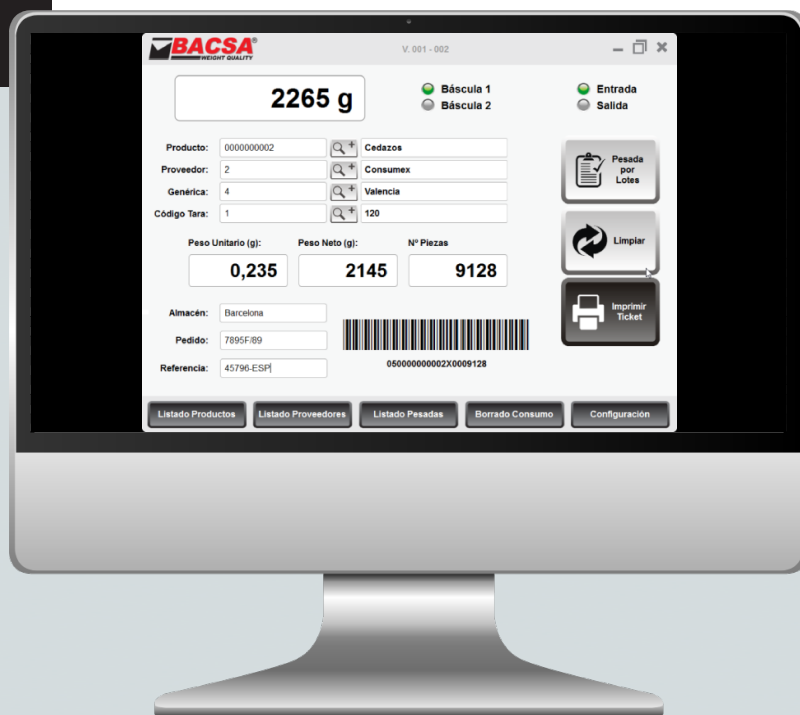 BACSA®
WEIGHT QUALITY
V. 001 - 002
2265 g
Báscula 1
Báscula 2
Entrada
Salida
Producto: 0000000002 Cedazos
Proveedor: 2 Consumex
Genérica: 4 Valencia
Código Tara: 1 120
Pesada
por
Lotes
Limpiar
Imprimir
Ticket
Peso Unitario (g): Peso Neto (g): Nº Piezas
0,235 2145 9128
Almacén: Barcelona
Pedido: 7895F/89
Referencia: 45796-ESP
050000000002X0009128
Listado Productos Listado Proveedores Listado Pesadas Borrado Consumo Configuración